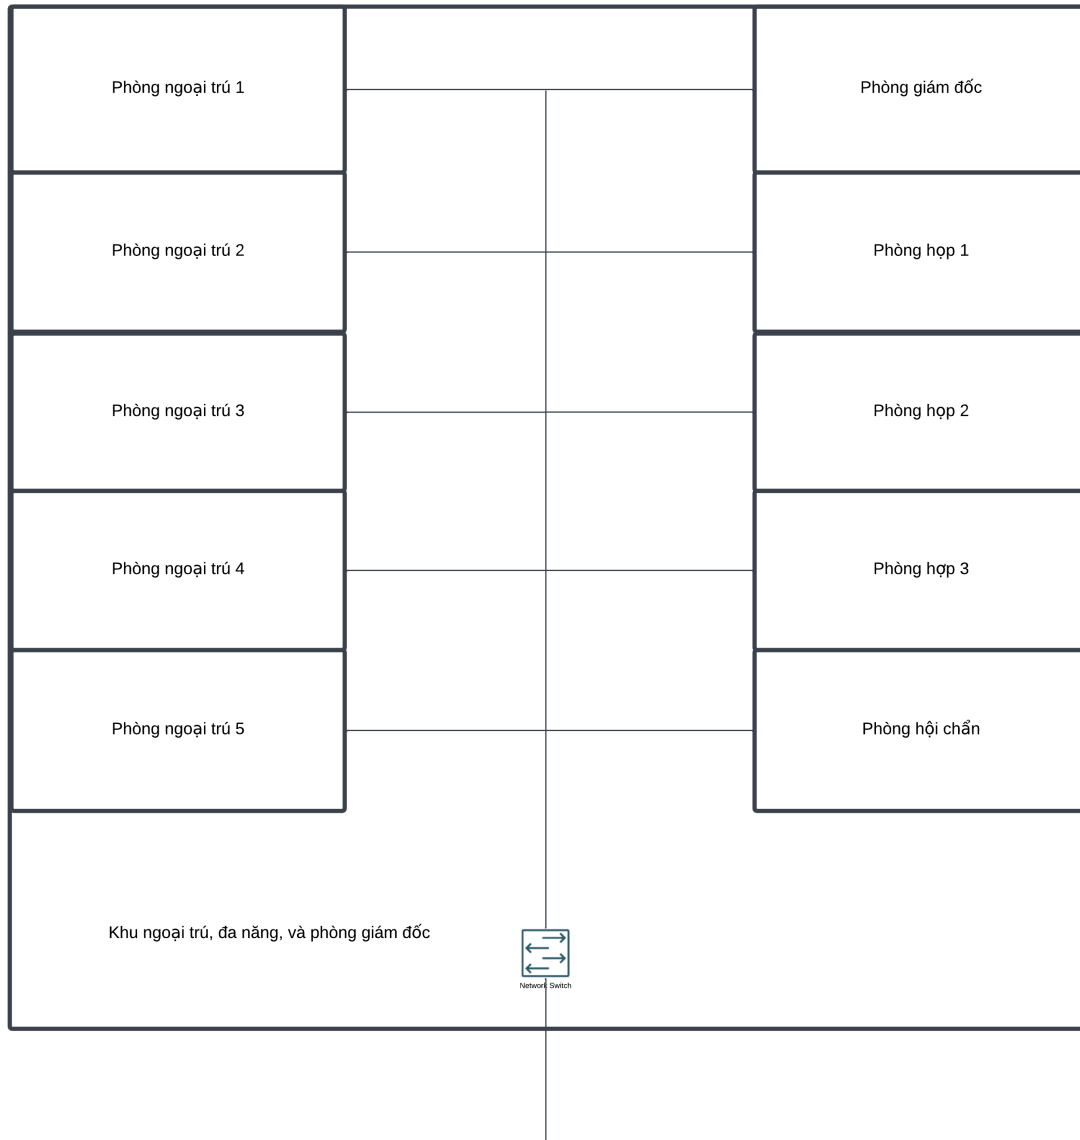 Phòng ngoại trú 1
Phòng giám đốc
Phòng ngoại trú 2
Phòng họp 1
Phòng ngoại trú 3
Phòng họp 2
Phòng ngoại trú 4
Phòng hợp 3
Phòng ngoại trú 5
Phòng hội chẩn
Khu ngoại trú, đa năng, và phòng giám đốc
Network Switch